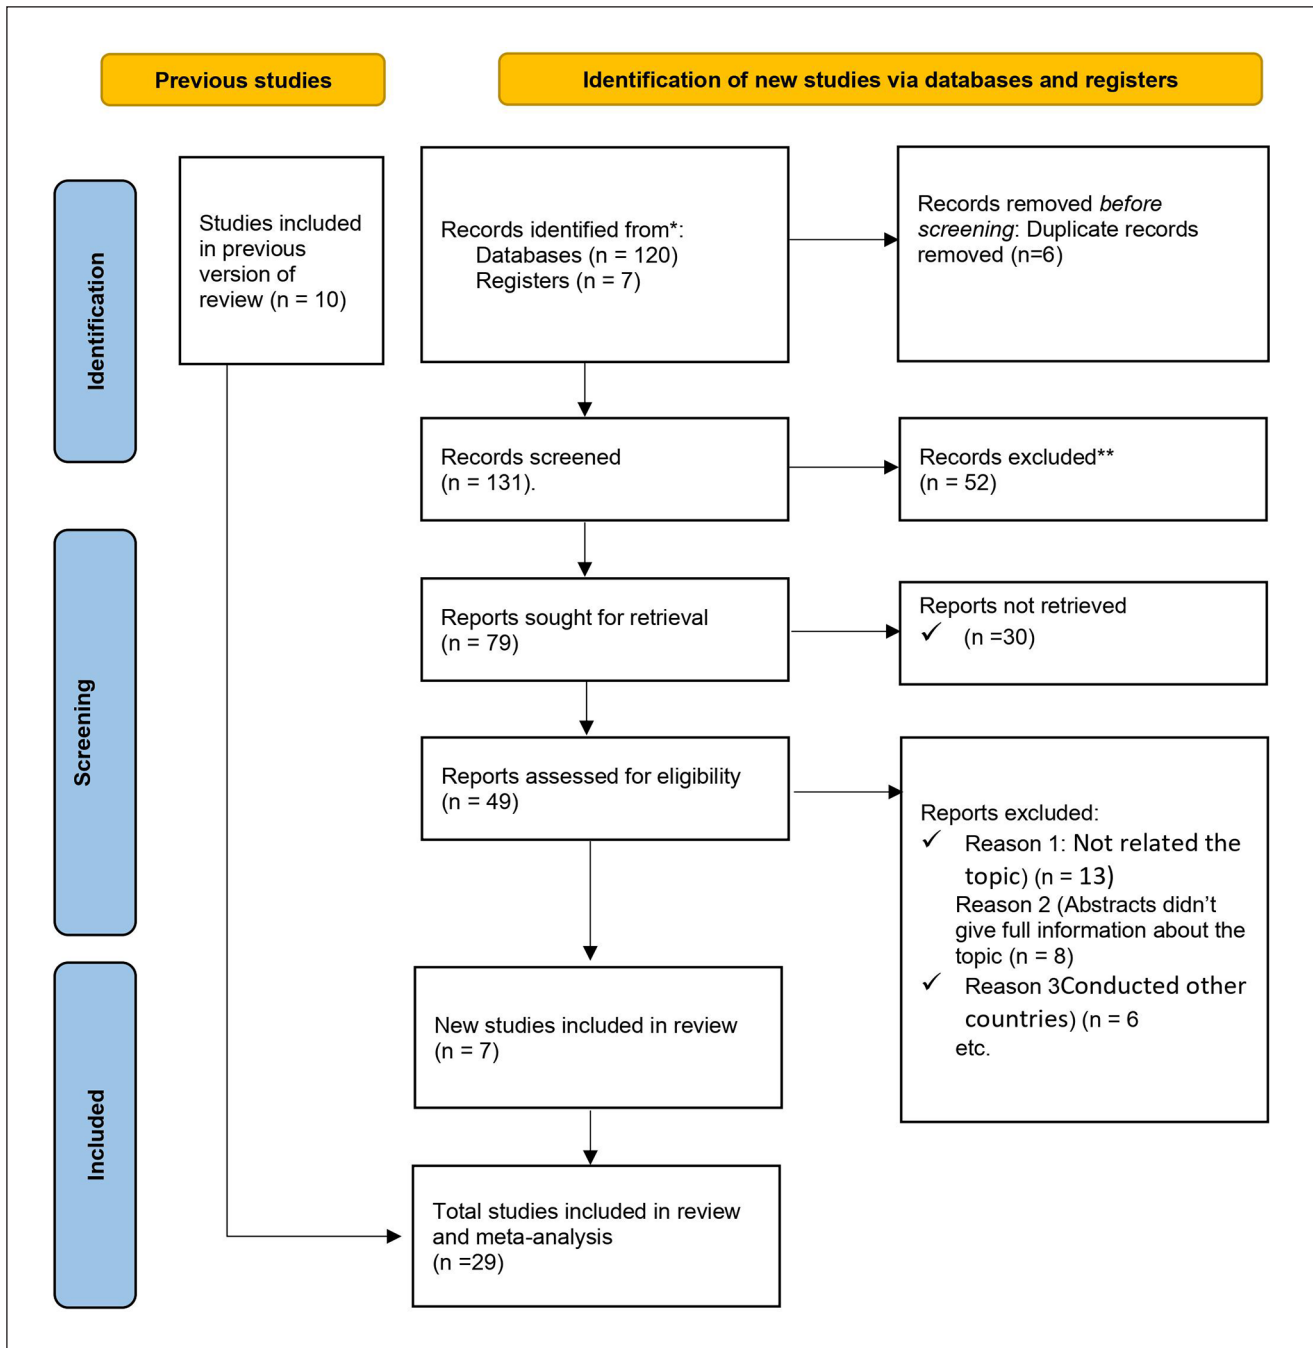 Previous studies
Identification of new studies via databases and registers
Identification
Studies included
in previous
version of
review (n = 10)
Records identified from*:
Databases (n = 120)
Registers (n = 7)
Records removed before
screening: Duplicate records
removed (n=6)
Records screened
(n = 131).
Records excluded**
(n = 52)
Screening
Reports sought for retrieval
(n = 79)
Reports not retrieved
✓ (n =30)
Reports assessed for eligibility
(n = 49)
Reports excluded:
✓ Reason 1: Not related the
topic) (n = 13)
Reason 2 (Abstracts didn’t
give full information about the
topic (n = 8)
✓ Reason 3Conducted other
countries) (n = 6
etc.
Included
New studies included in review
(n = 7)
Total studies included in review
and meta-analysis
(n =29)